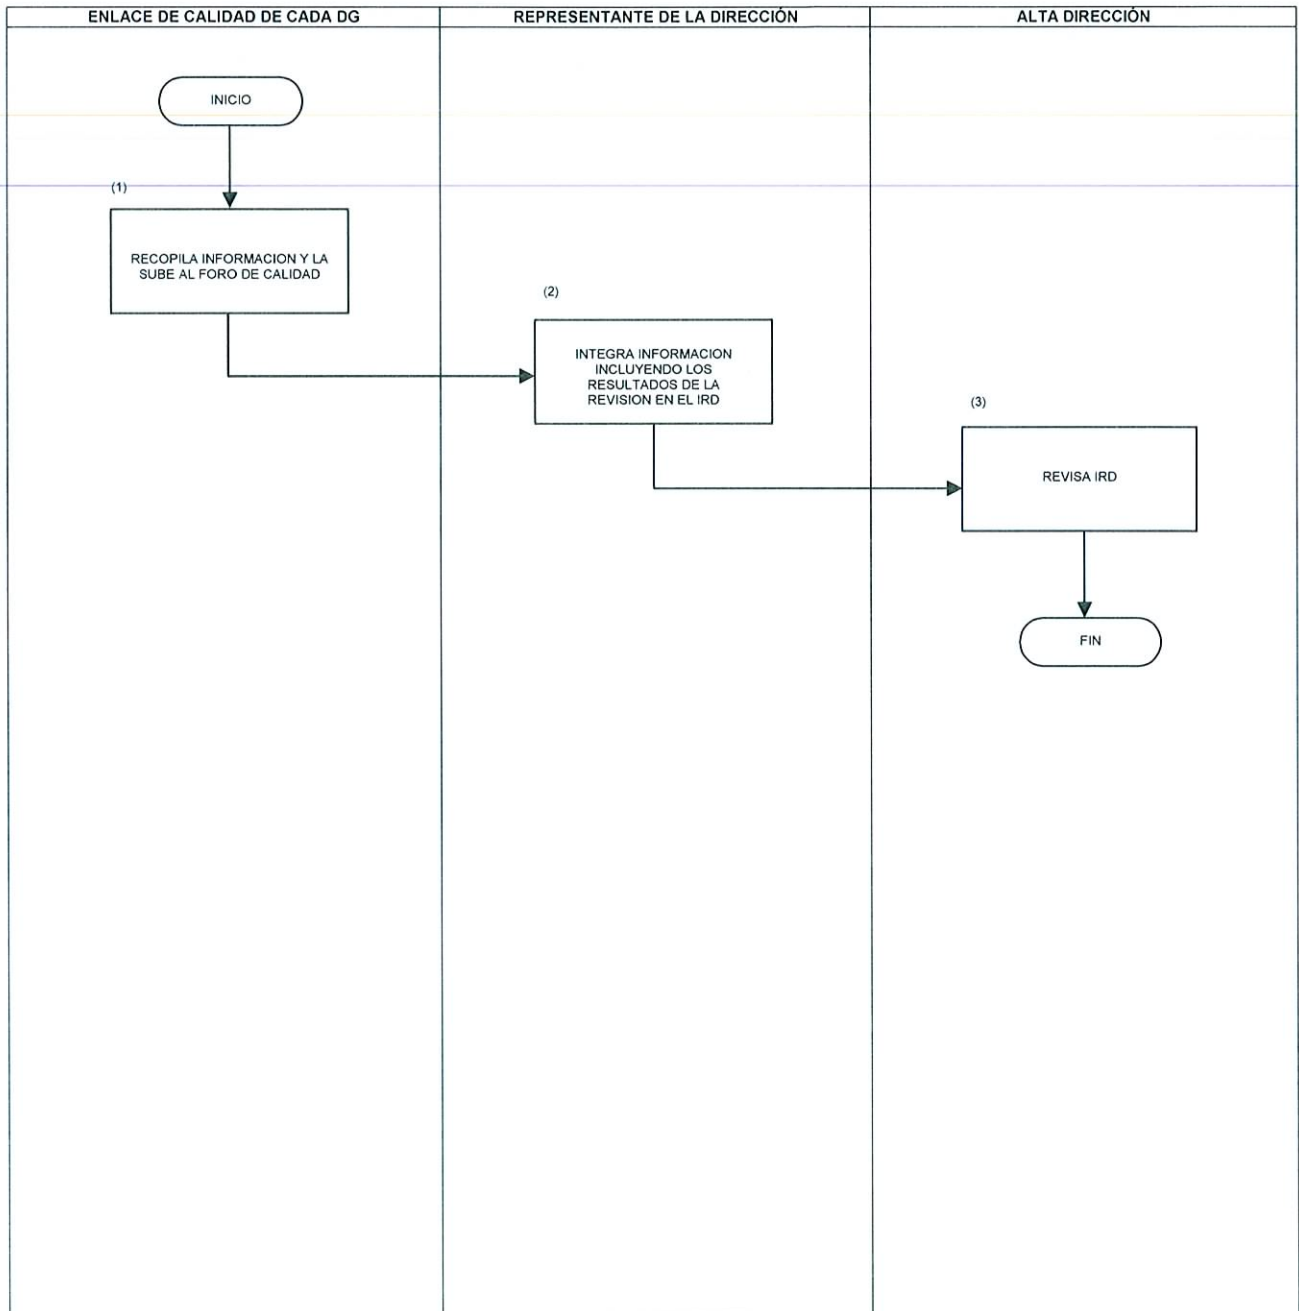 ENLACE DE CALIDAD DE CADA DG
REPRESENTANTE DE LA DIRECCIÓN
ALTA DIRECCIÓN
INICIO
(1)
RECOPILA INFORMACION Y LA
SUBE AL FORO DE CALIDAD
(2)
INTEGRA INFORMACION
INCLUYENDO LOS
RESULTADOS DE LA
REVISION EN EL IRD
(3)
REVISA IRD
FIN